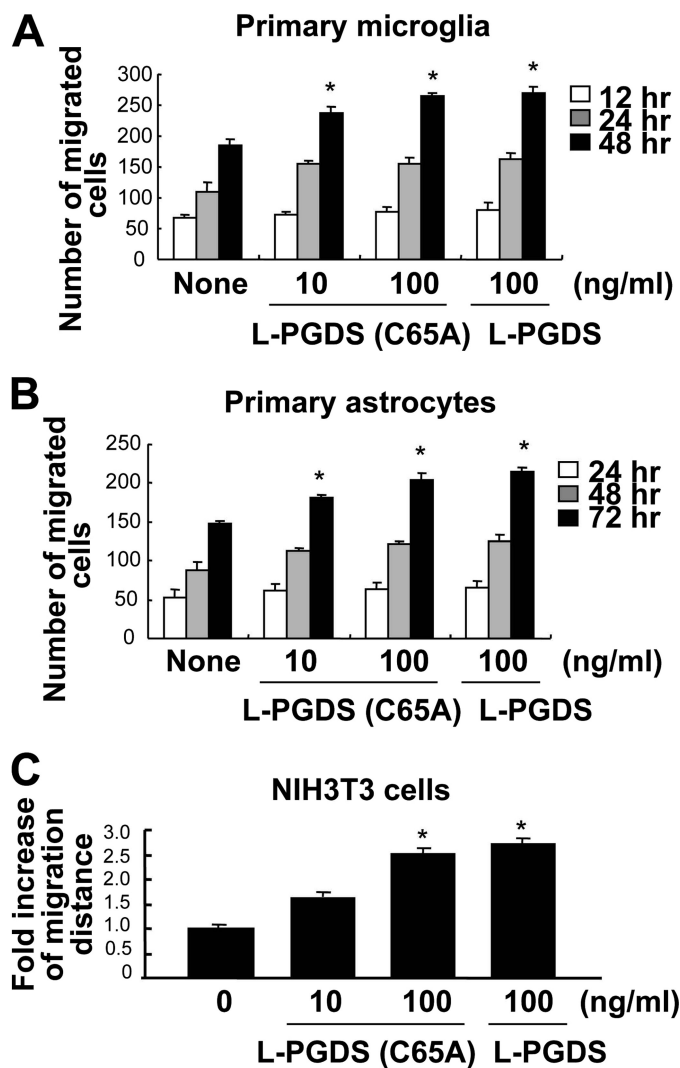 A
Primary microglia
Number of migrated
cells
300
250
200
150
100
50
0
* * *
12 hr
24 hr
48 hr
None 10 100 100 (ng/ml)
L-PGDS (C65A) L-PGDS
B
Primary astrocytes
Number of migrated
cells
250
200
150
100
50
0
* * *
24 hr
48 hr
72 hr
None 10 100 100 (ng/ml)
L-PGDS (C65A) L-PGDS
C
NIH3T3 cells
Fold increase
of migration
distance
3.0
2.5
2.0
1.5
1.0
0.5
0
* *
0 10 100 100 (ng/ml)
L-PGDS (C65A) L-PGDS